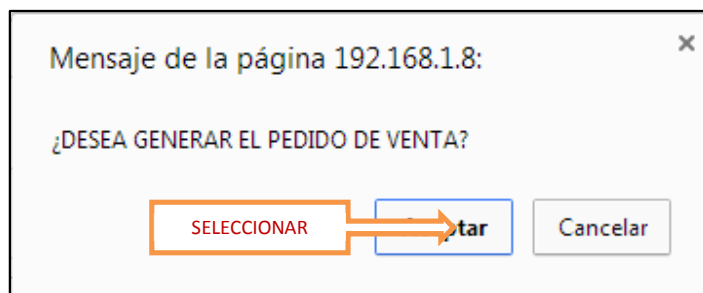 Mensaje de la página 192.168.1.8:
¿DESEA GENERAR EL PEDIDO DE VENTA?
SELECCIONAR
Cancelar